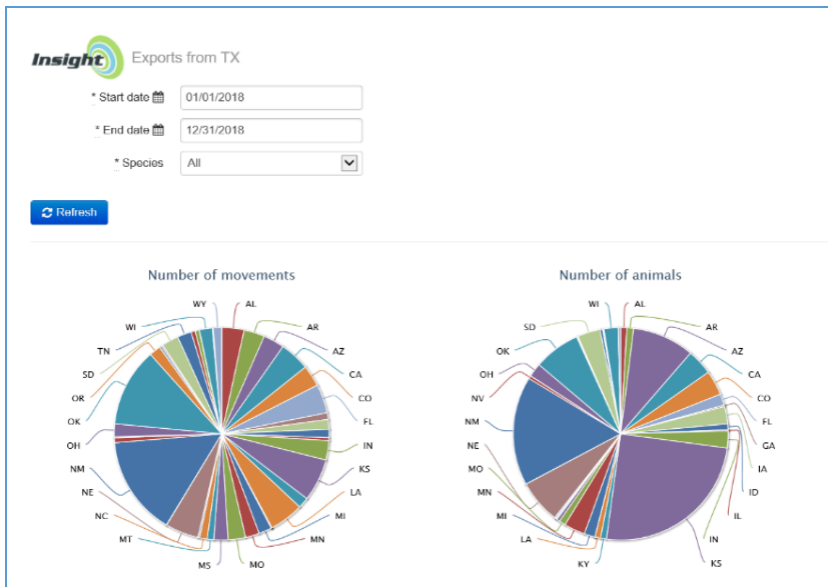 Insight Exports from TX
* Start date 01/01/2018
* End date 12/31/2018
* Species All
Refresh
Number of movements
WY AL
WI AR
TN AZ
SD CA
OR CO
OK FL
OH IN
NM KS
NE LA
NC MI
MT MN
MS MO
Number of animals
WI AL
SD AR
OK AZ
OH CA
NV CO
NM FL
NE GA
MO IA
MN ID
MI IL
LA IN
KY KS